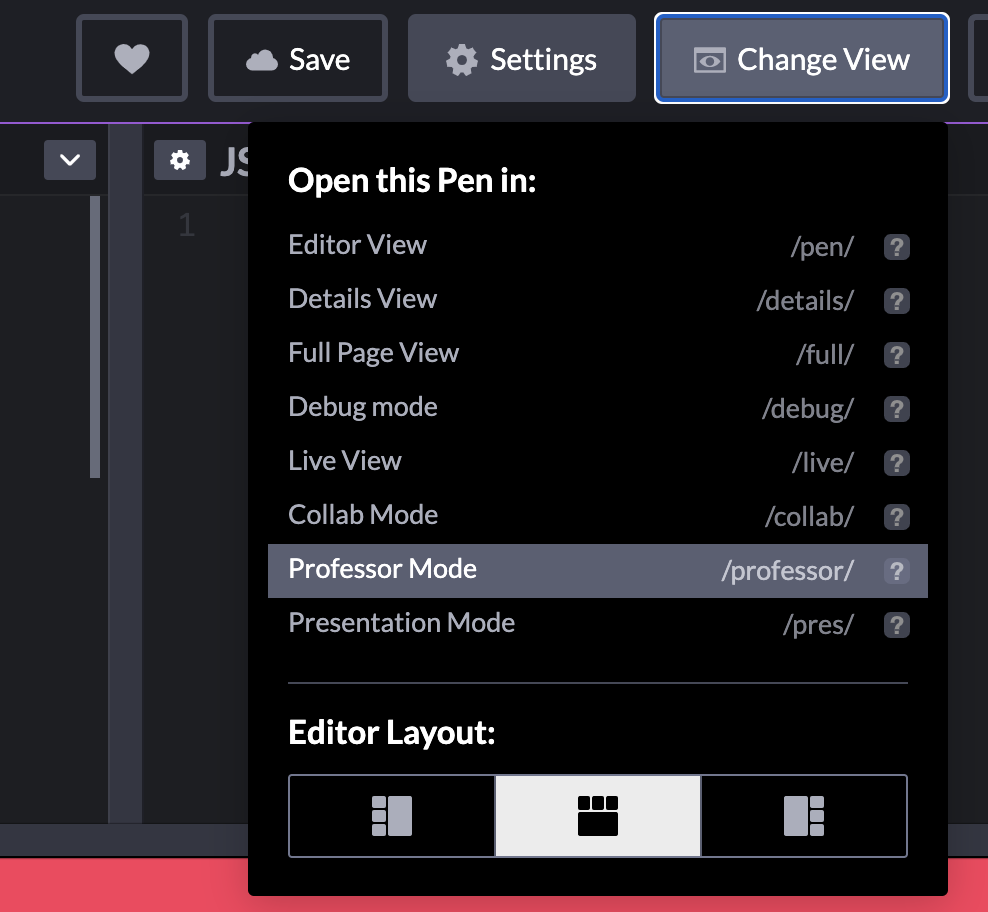 Save
Settings
Change View
JS
1
Open this Pen in:
Editor View /pen/ ?
Details View /details/ ?
Full Page View /full/ ?
Debug mode /debug/ ?
Live View /live/ ?
Collab Mode /collab/ ?
Professor Mode /professor/ ?
Presentation Mode /pres/ ?
Editor Layout: